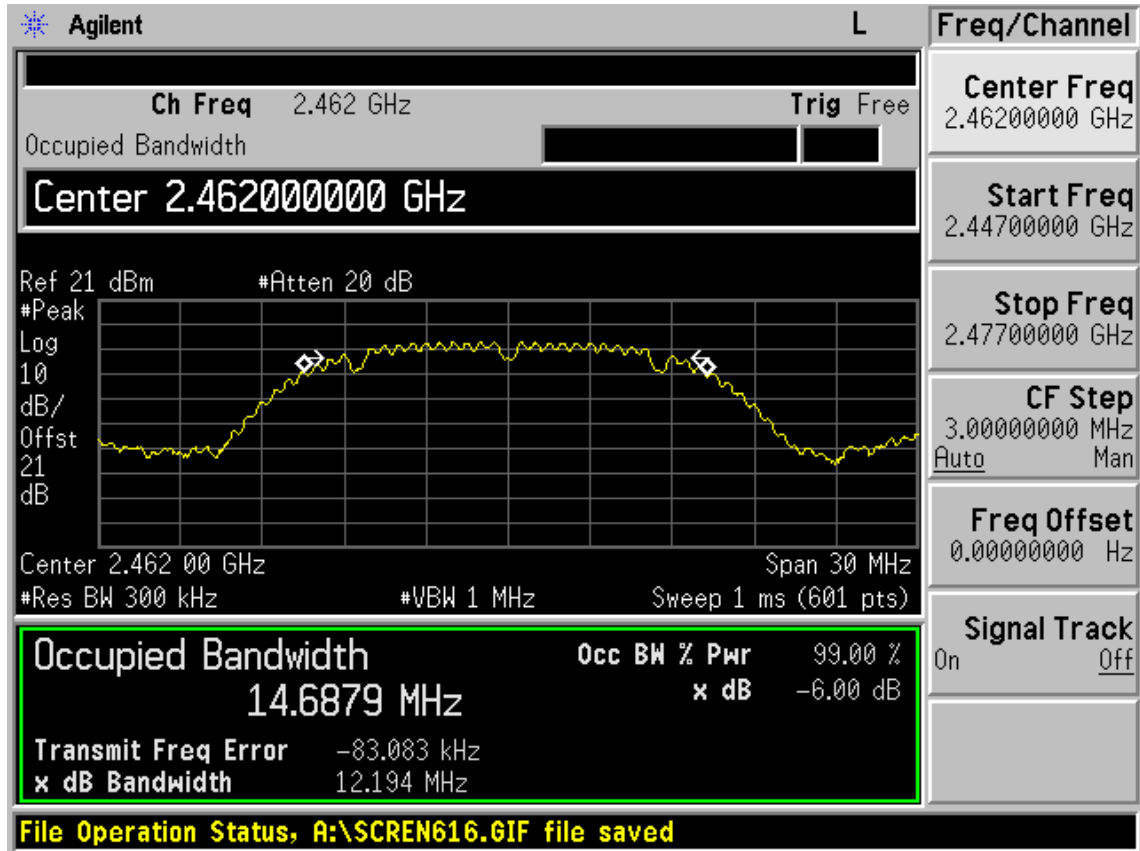 Agilent L
Ch Freq 2.462 GHz Trig Free
Occupied Bandwidth
Center 2.462000000 GHz
Ref 21 dBm #Atten 20 dB
#Peak
Log
10
dB/
Offst
21
dB
Center 2.462 00 GHz Span 30 MHz
#Res BW 300 kHz #VBW 1 MHz Sweep 1 ms (601 pts)
Occupied Bandwidth Occ BW % Pwr 99.00 %
14.6879 MHz x dB -6.00 dB
Transmit Freq Error -83.083 kHz
x dB Bandwidth 12.194 MHz
File Operation Status, A:\SCREN616.GIF file saved
Freq/Channel
Center Freq
2.46200000 GHz
Start Freq
2.44700000 GHz
Stop Freq
2.47700000 GHz
CF Step
3.00000000 MHz
Auto Man
Freq Offset
0.00000000 Hz
Signal Track
On Off